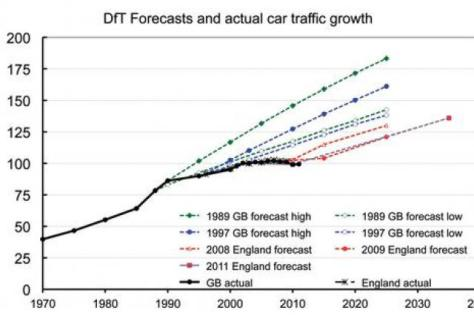 DfT Forecasts and actual car traffic growth
200
175
150
125
100
75
50
25
0
1989 GB forecast high
1989 GB forecast low
1997 GB forecast high
1997 GB forecast low
2008 England forecast
2009 England forecast
2011 England forecast
GB actual
England actual
1970 1980 1990 2000 2010 2020 2030